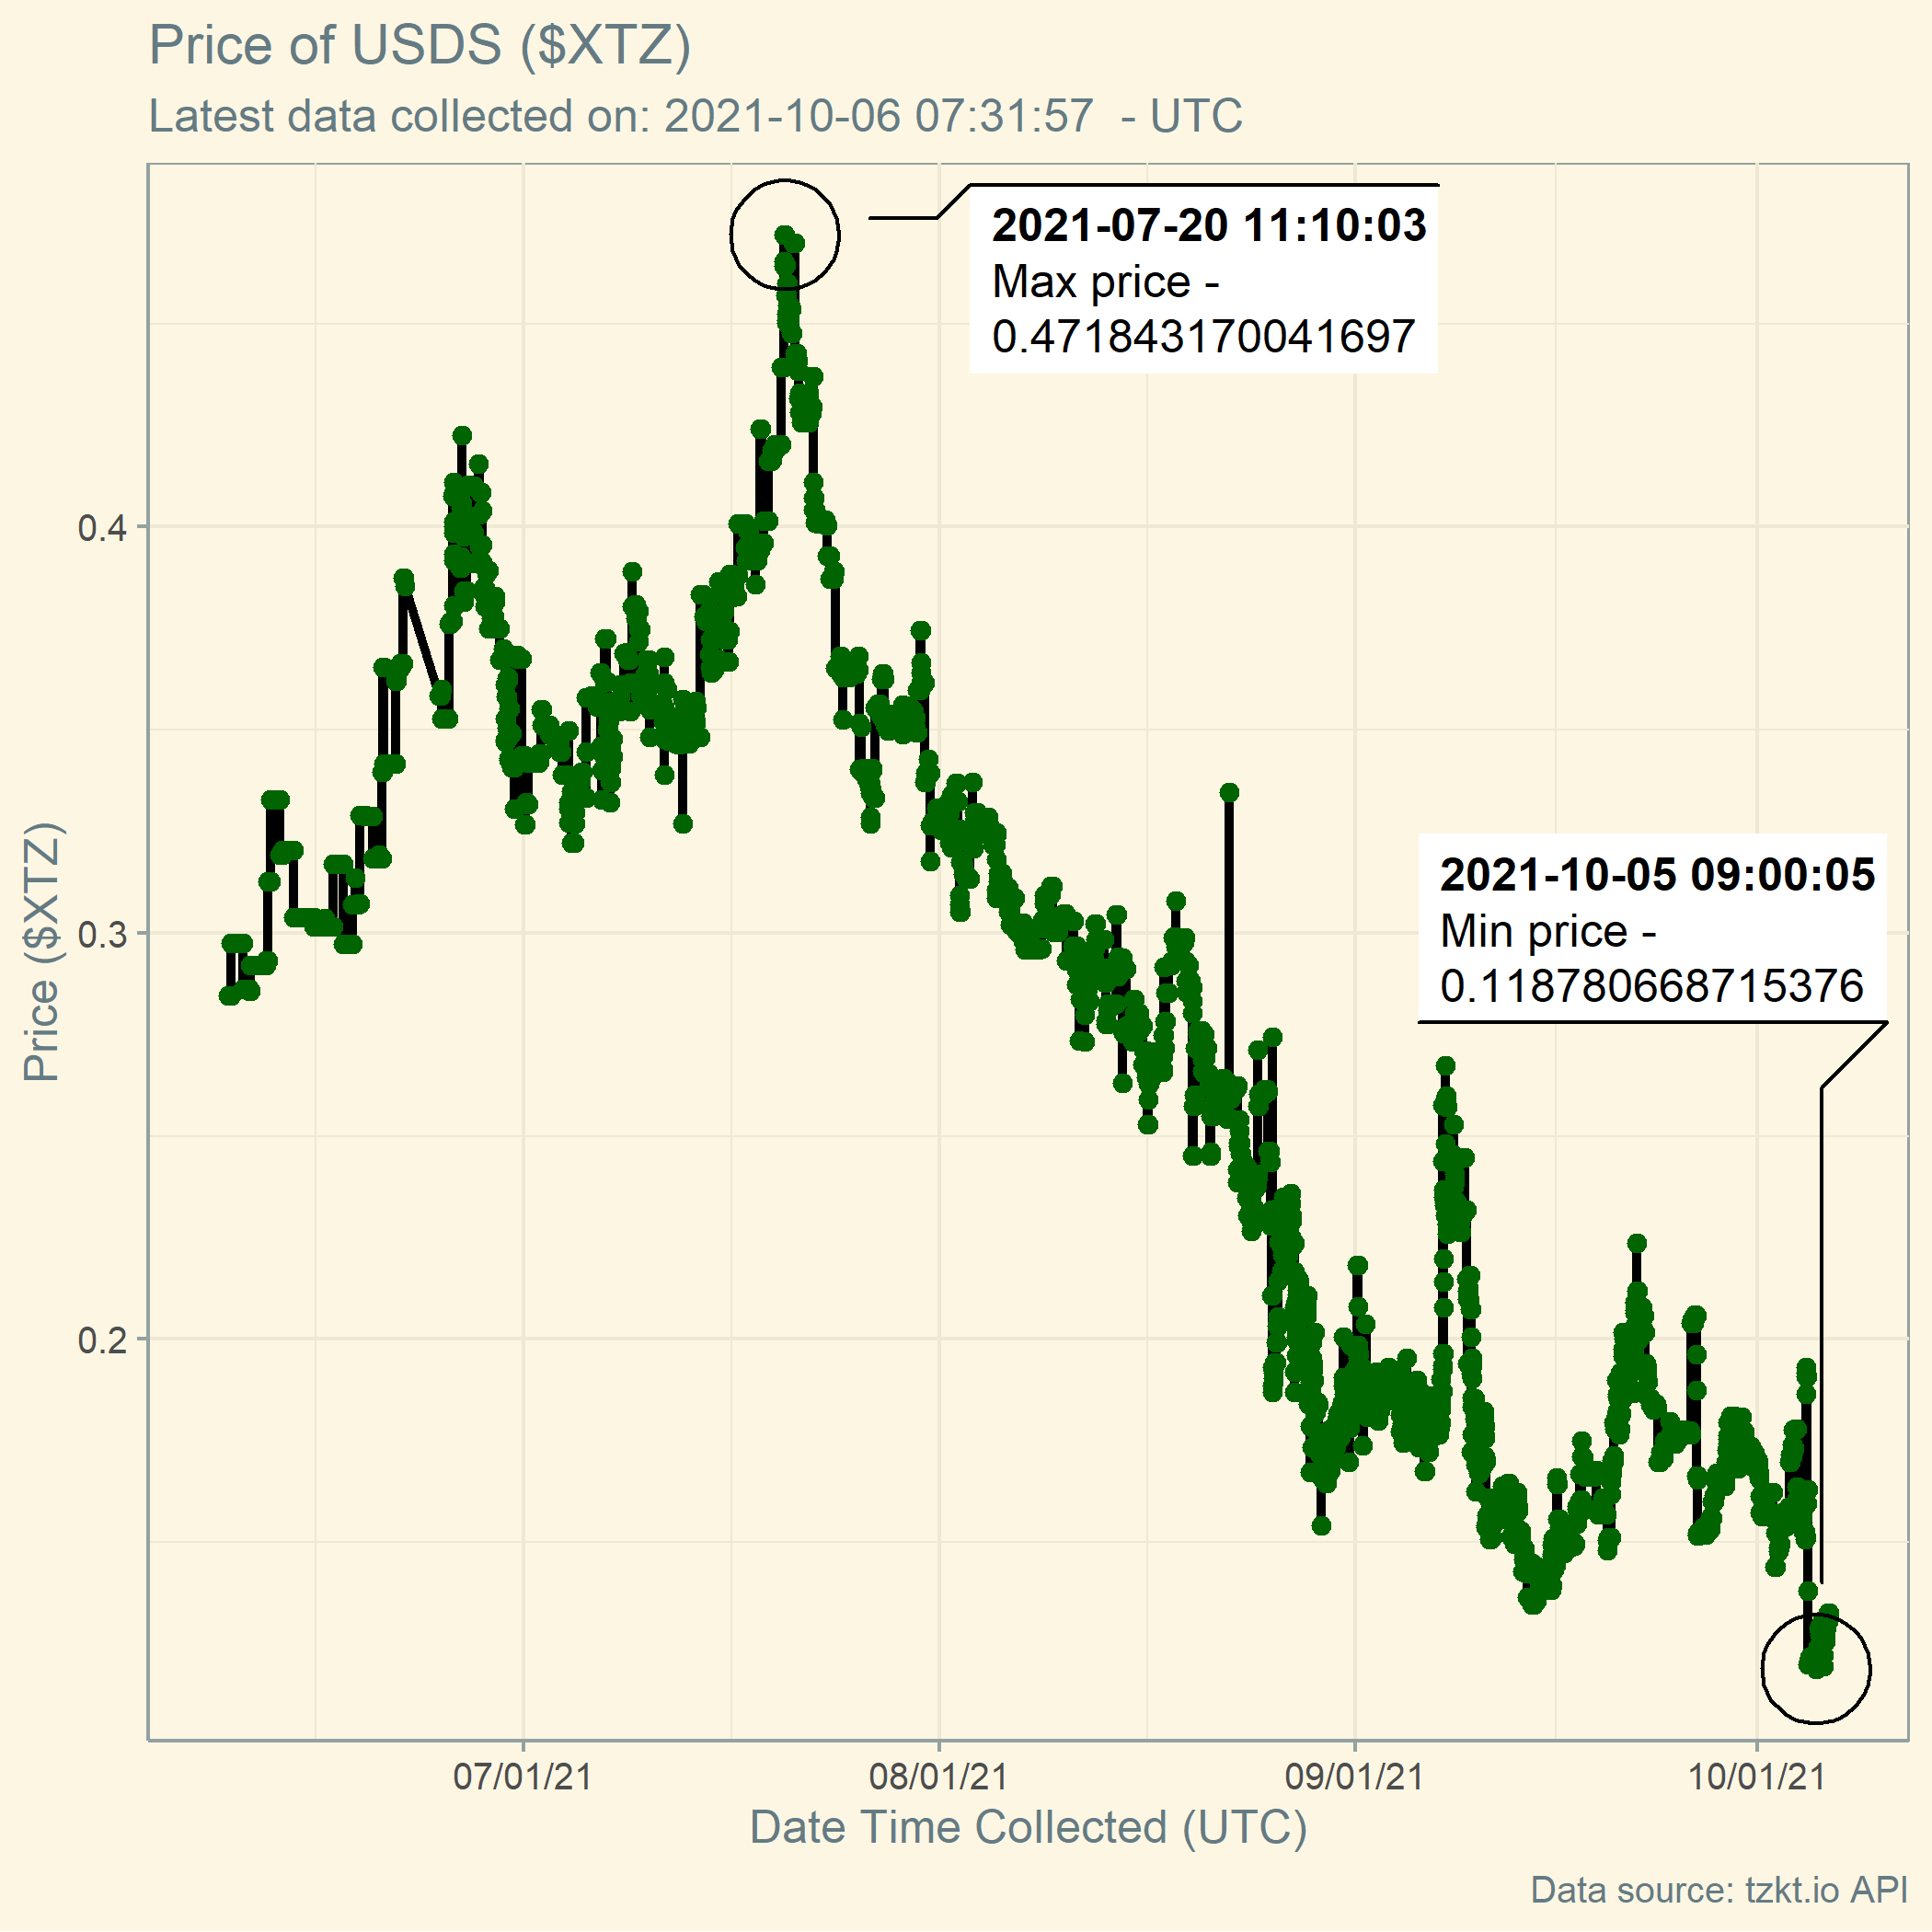 Price of USDS ($XTZ)
Latest data collected on: 2021-10-06 07:31:57  - UTC
2021-07-20 11:10:03
Max price -
0.471843170041697
2021-10-05 09:00:05
Min price -
0.118780668715376
Price ($XTZ)
0.4
0.3
0.2
07/01/21
08/01/21
09/01/21
10/01/21
Date Time Collected (UTC)
Data source: tzkt.io API